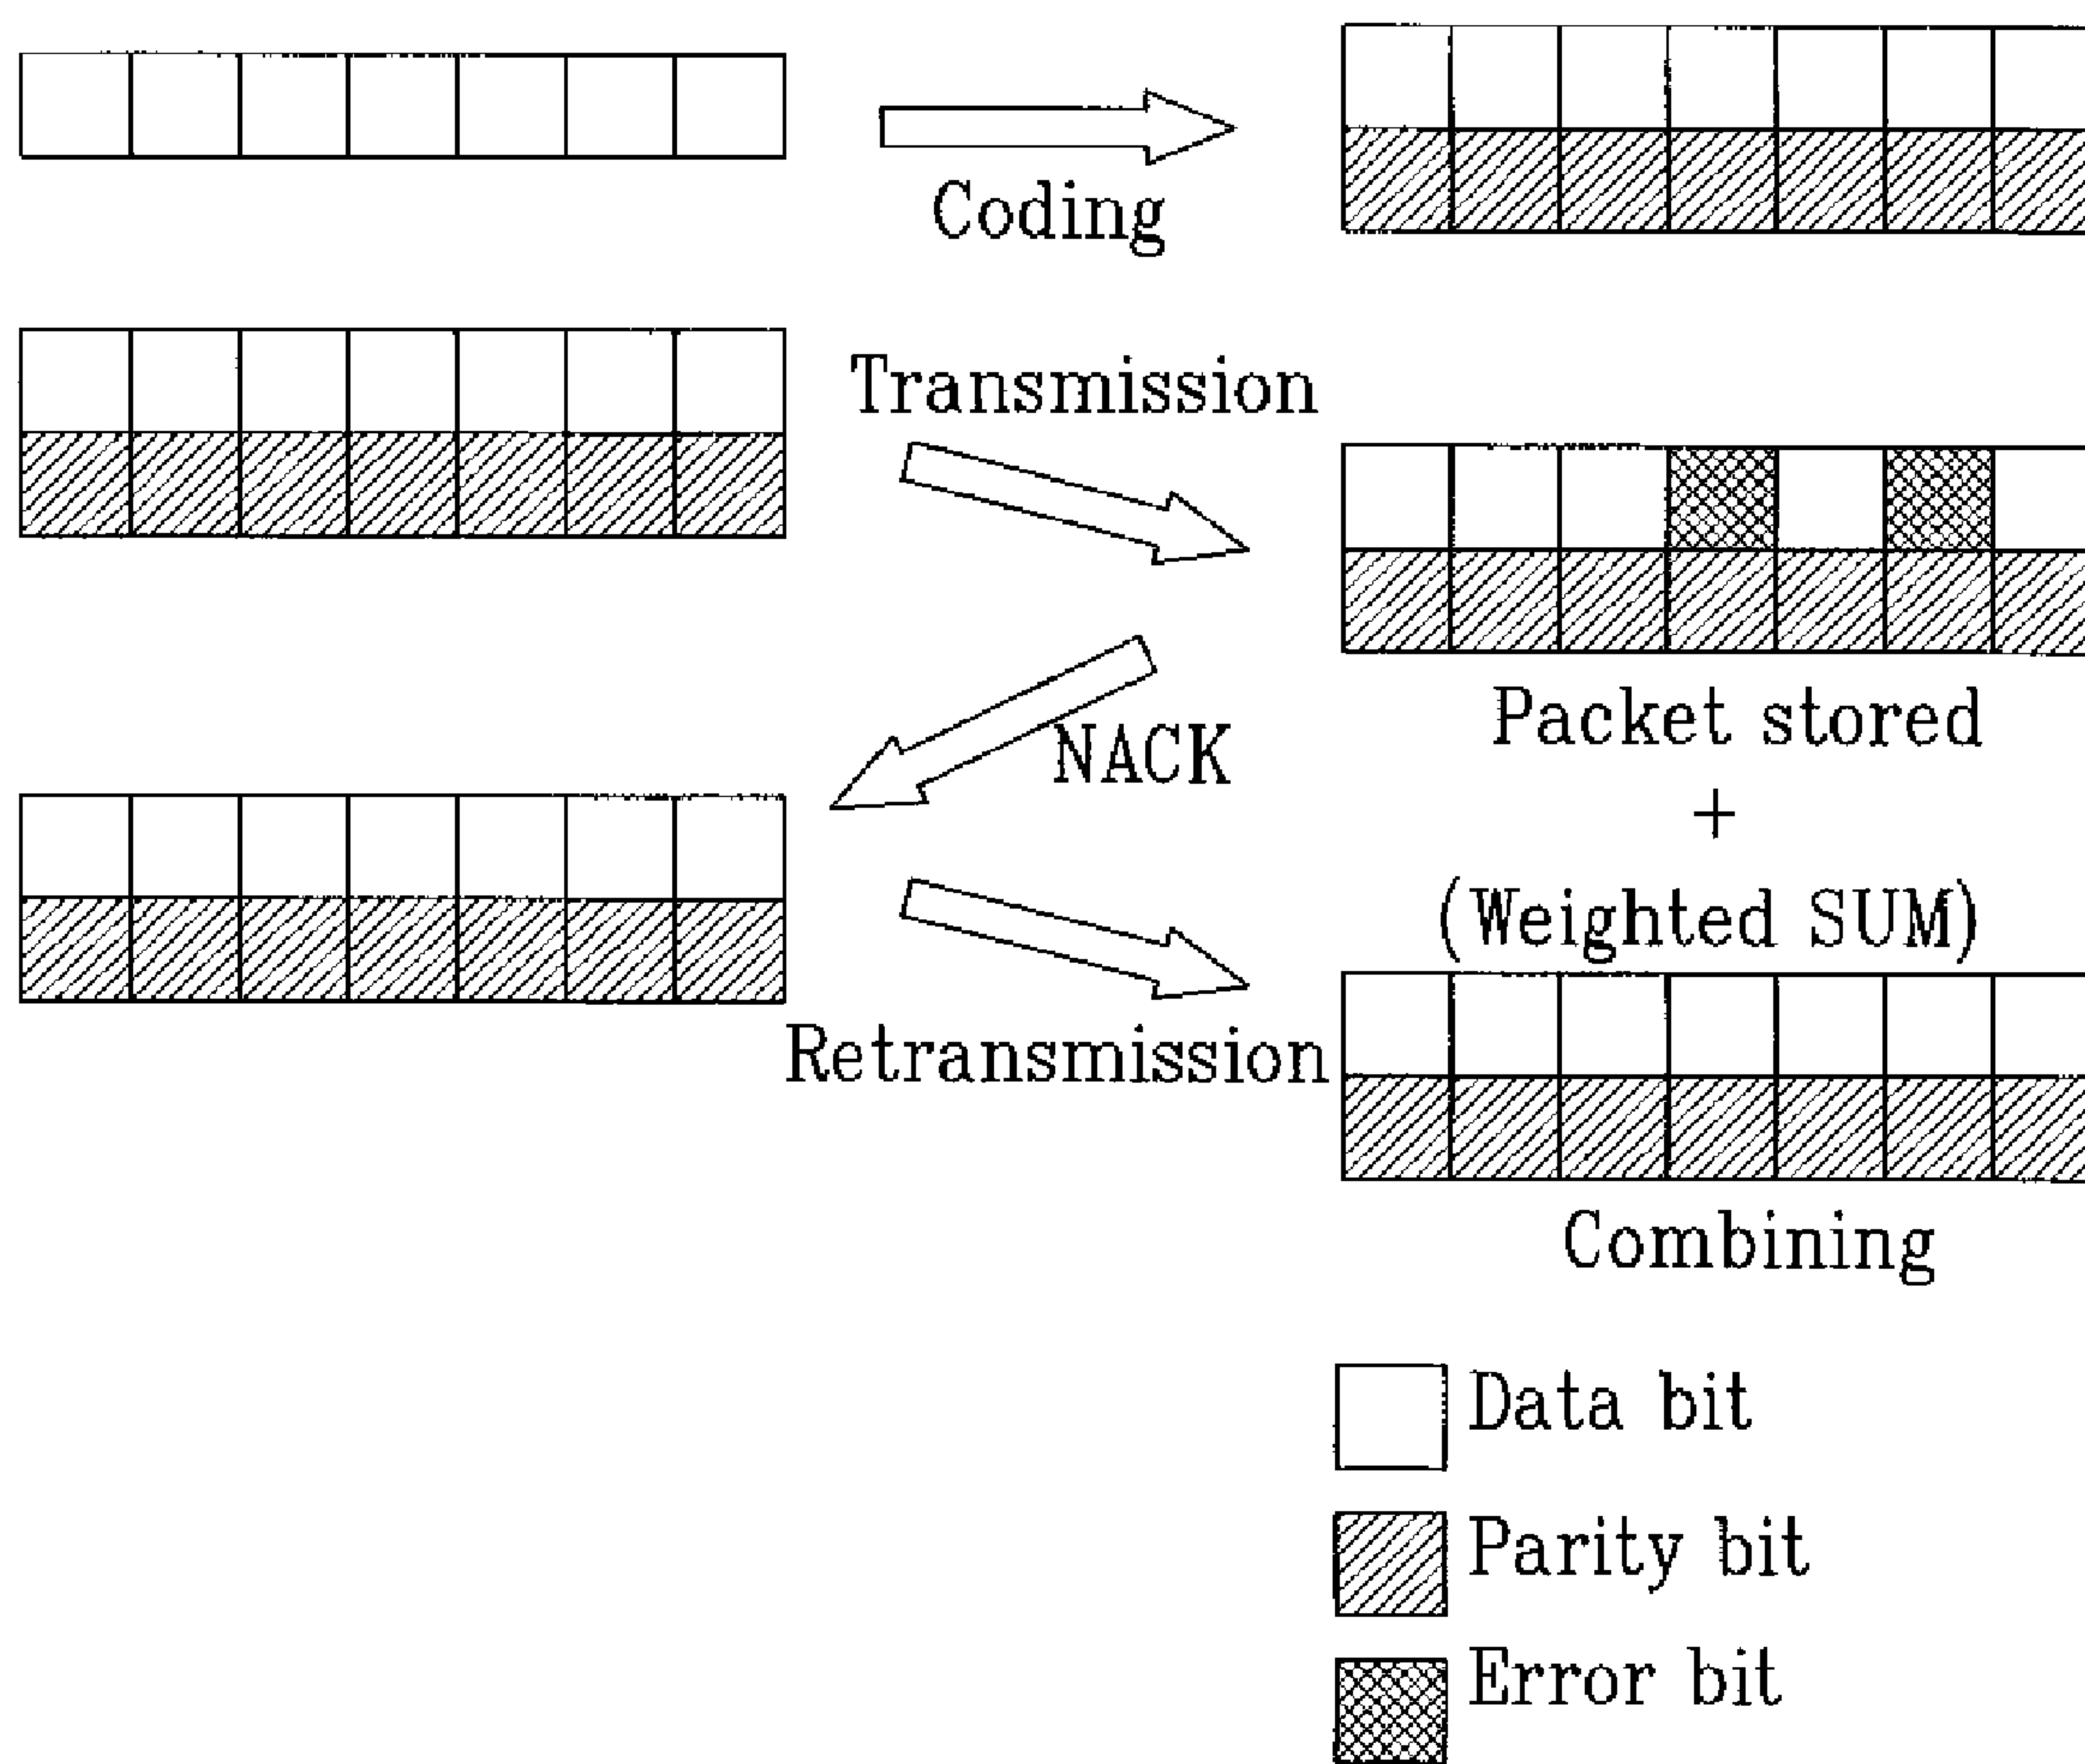 Coding
Transmission
NACK
Packet stored
+
(Weighted SUM)
Retransmission
Combining
Data bit
Parity bit
Error bit